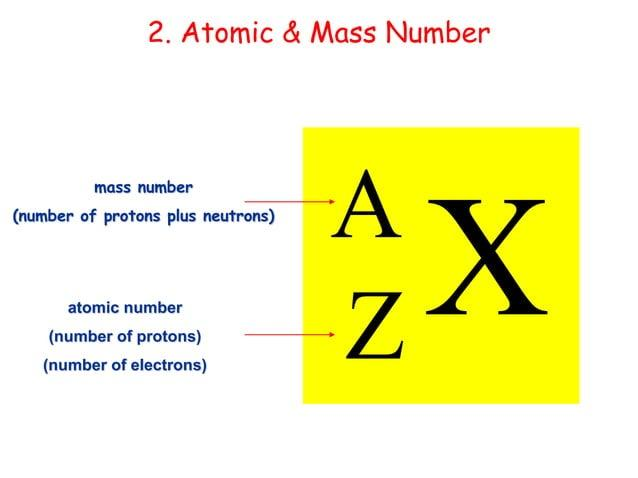 2. Atomic & Mass Number
mass number
(number of protons plus neutrons)
A
X
Z
atomic number
(number of protons)
(number of electrons)